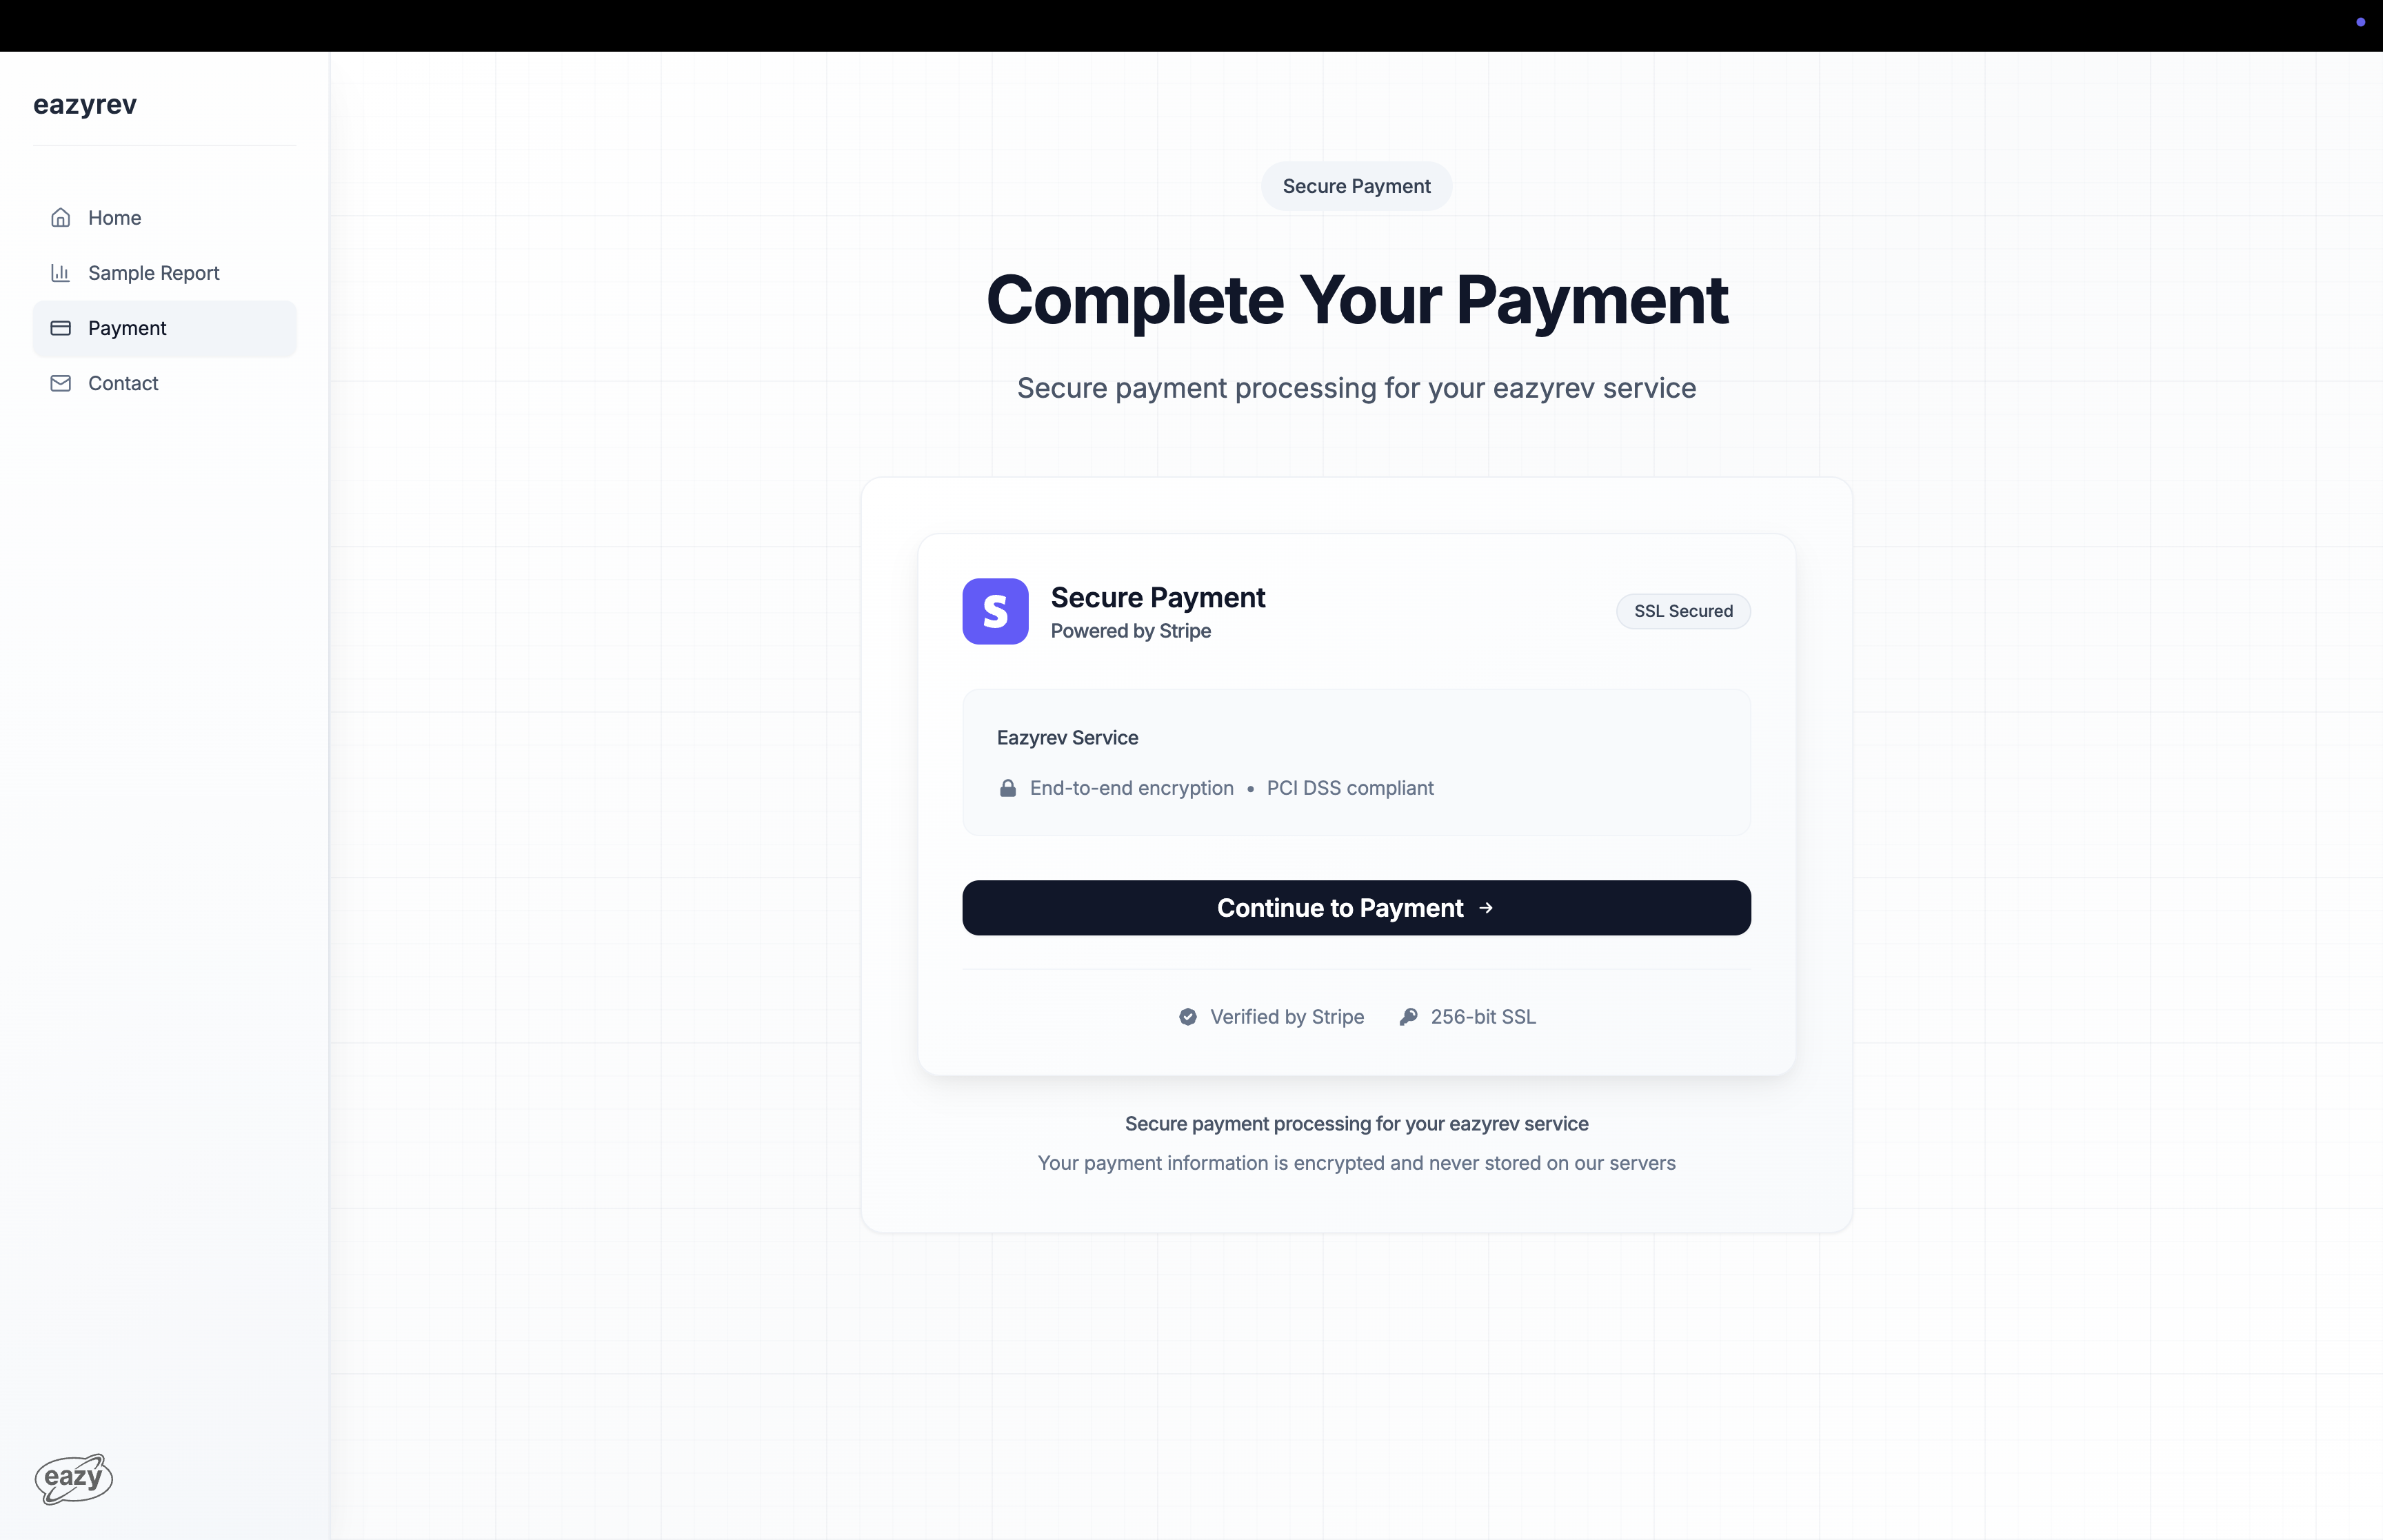 eazyrev
Home
Sample Report
Payment
Contact
eazy
Secure Payment
Complete Your Payment
Secure payment processing for your eazyrev service
S
Secure Payment
Powered by Stripe
SSL Secured
Eazyrev Service
End-to-end encryption • PCI DSS compliant
Continue to Payment →
Verified by Stripe
256-bit SSL
Secure payment processing for your eazyrev service
Your payment information is encrypted and never stored on our servers